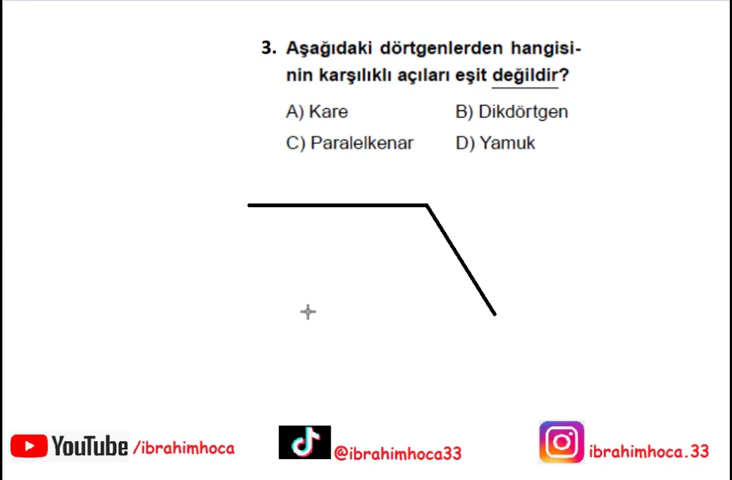 3. Aşağıdaki dörtgenlerden hangisi-
nin karşılıklı açıları eşit değildir?
A) Kare B) Dikdörtgen
C) Paralelkenar D) Yamuk
YouTube /ibrahimhoca @ibrahimhoca33 ibrahimhoca.33